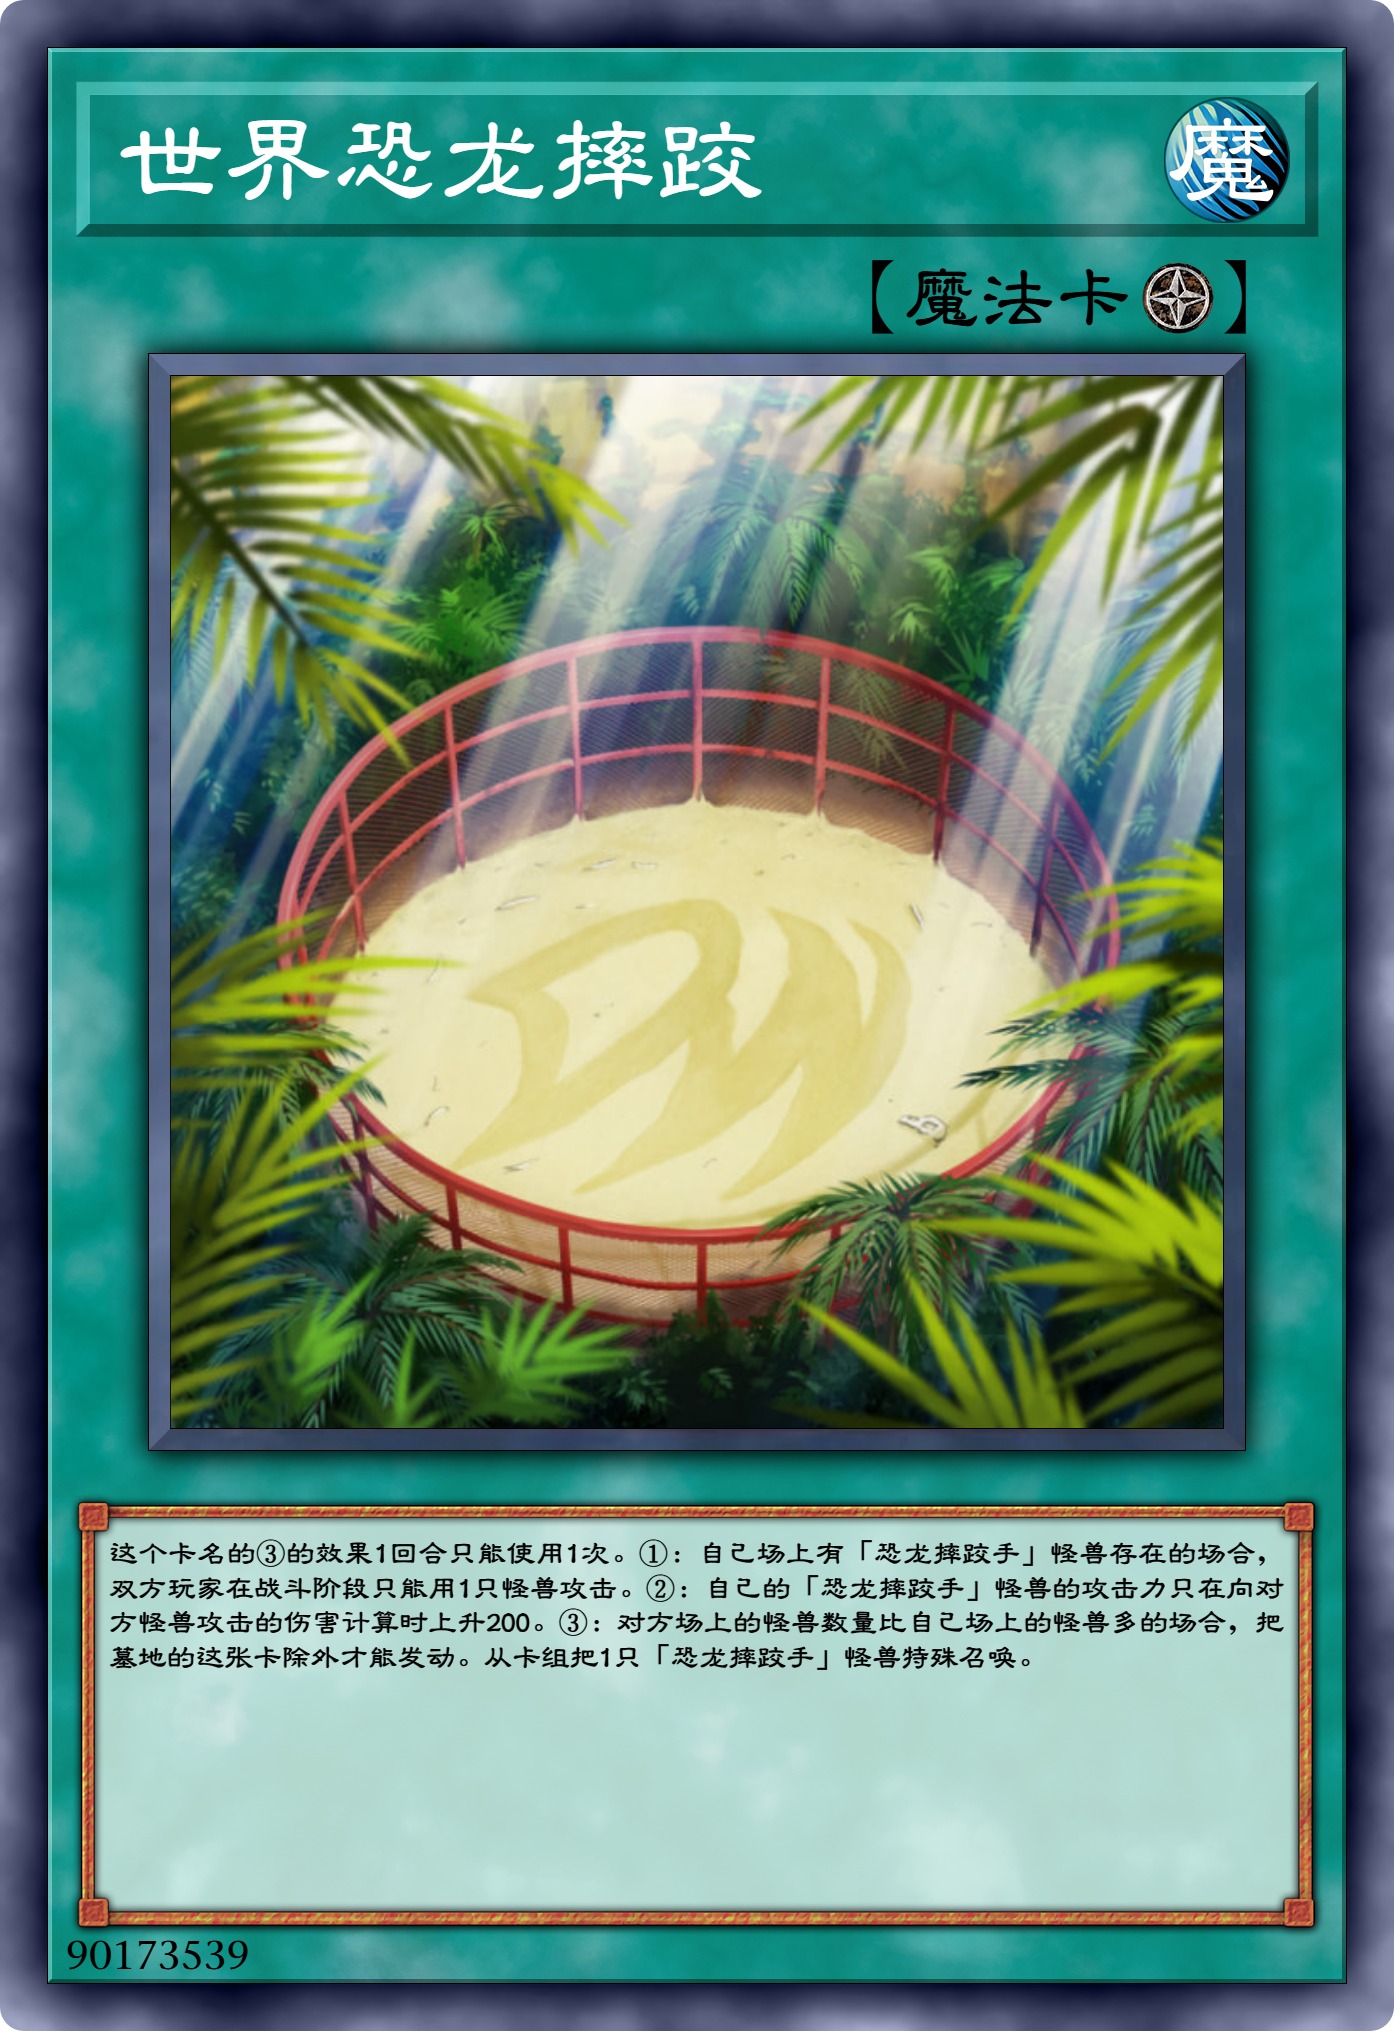 世界恐龙摔跤
魔
【魔法卡】
DW
这个卡名的③的效果1回合只能使用1次。①：自己场上有「恐龙摔跤手」怪兽存在的场合，
双方玩家在战斗阶段只能用1只怪兽攻击。②：自己的「恐龙摔跤手」怪兽的攻击力只在向对
方怪兽攻击的伤害计算时上升200。③：对方场上的怪兽数量比自己场上的怪兽多的场合，把
墓地的这张卡除外才能发动。从卡组把1只「恐龙摔跤手」怪兽特殊召唤。
90173539